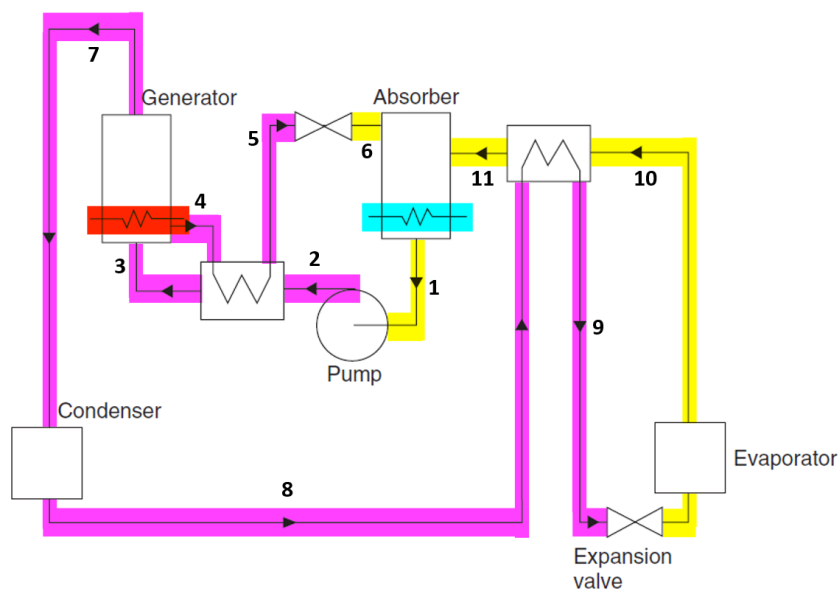 7
Generator
Absorber
5
6
11
10
4
3
2
1
Pump
9
Condenser
8
Evaporator
Expansion
valve